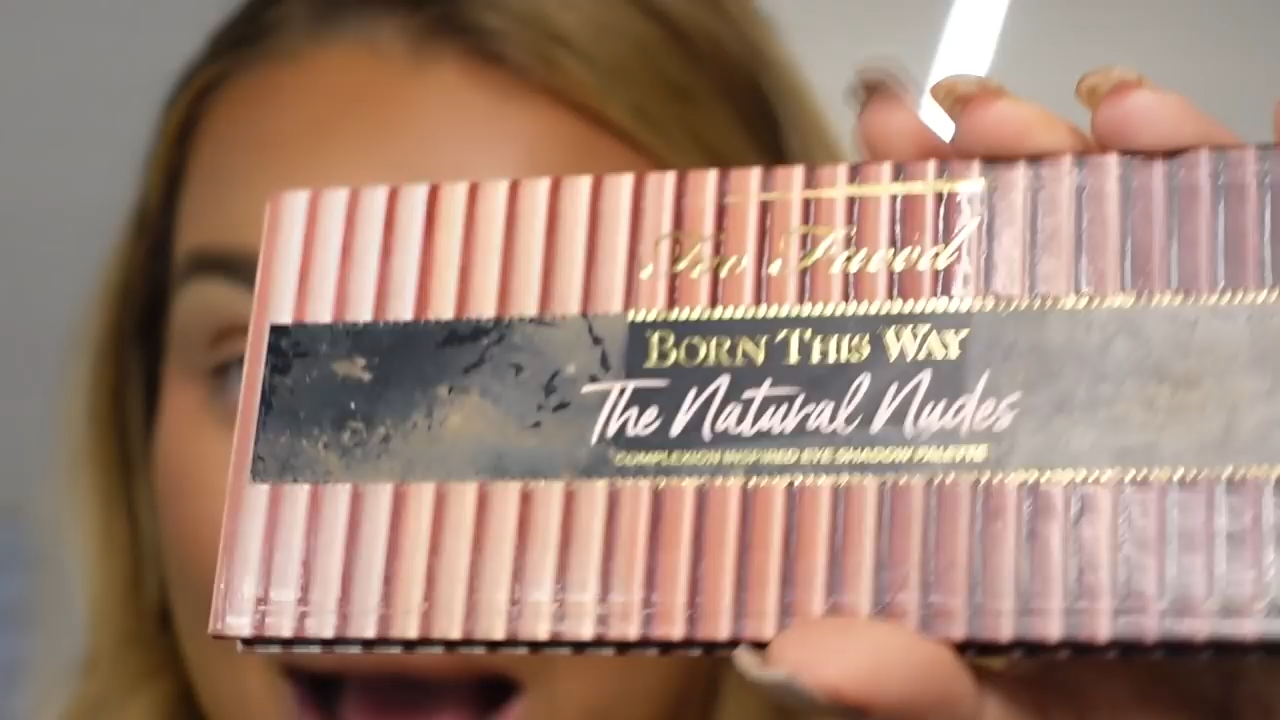 Too Faced
BORN THIS WAY
The Natural Nudes
COMPLEXION INSPIRED EYE SHADOW PALETTE